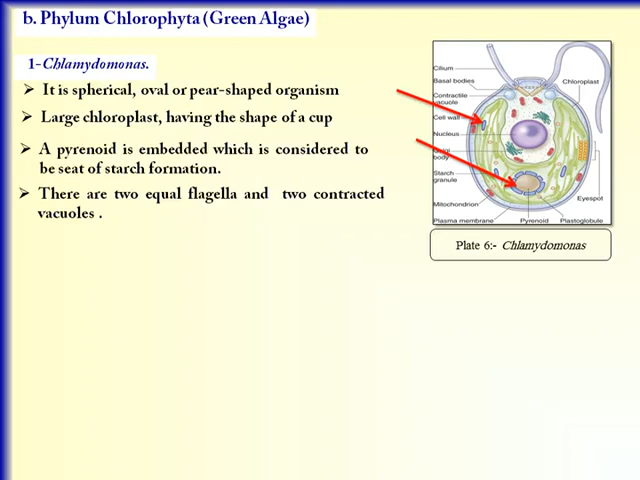 b. Phylum Chlorophyta (Green Algae)
1-Chlamydomonas.
➢ It is spherical, oval or pear-shaped organism
➢ Large chloroplast, having the shape of a cup
➢ A pyrenoid is embedded which is considered to
be seat of starch formation.
➢ There are two equal flagella and two contracted
vacuoles .
Cilium
Basal bodies
Contractile
vacuole
Cell wall
Nucleus
Golgi
body
Starch
granule
Mitochondrion
Plasma membrane
Chloroplast
Eyespot
Pyrenoid
Plastoglobule
Plate 6:- Chlamydomonas